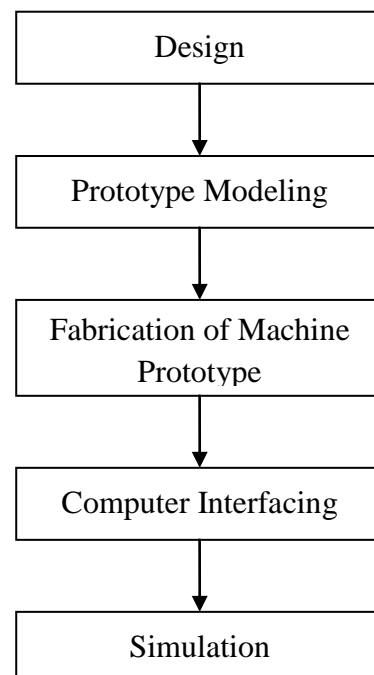 Design
Prototype Modeling
Fabrication of Machine
Prototype
Computer Interfacing
Simulation